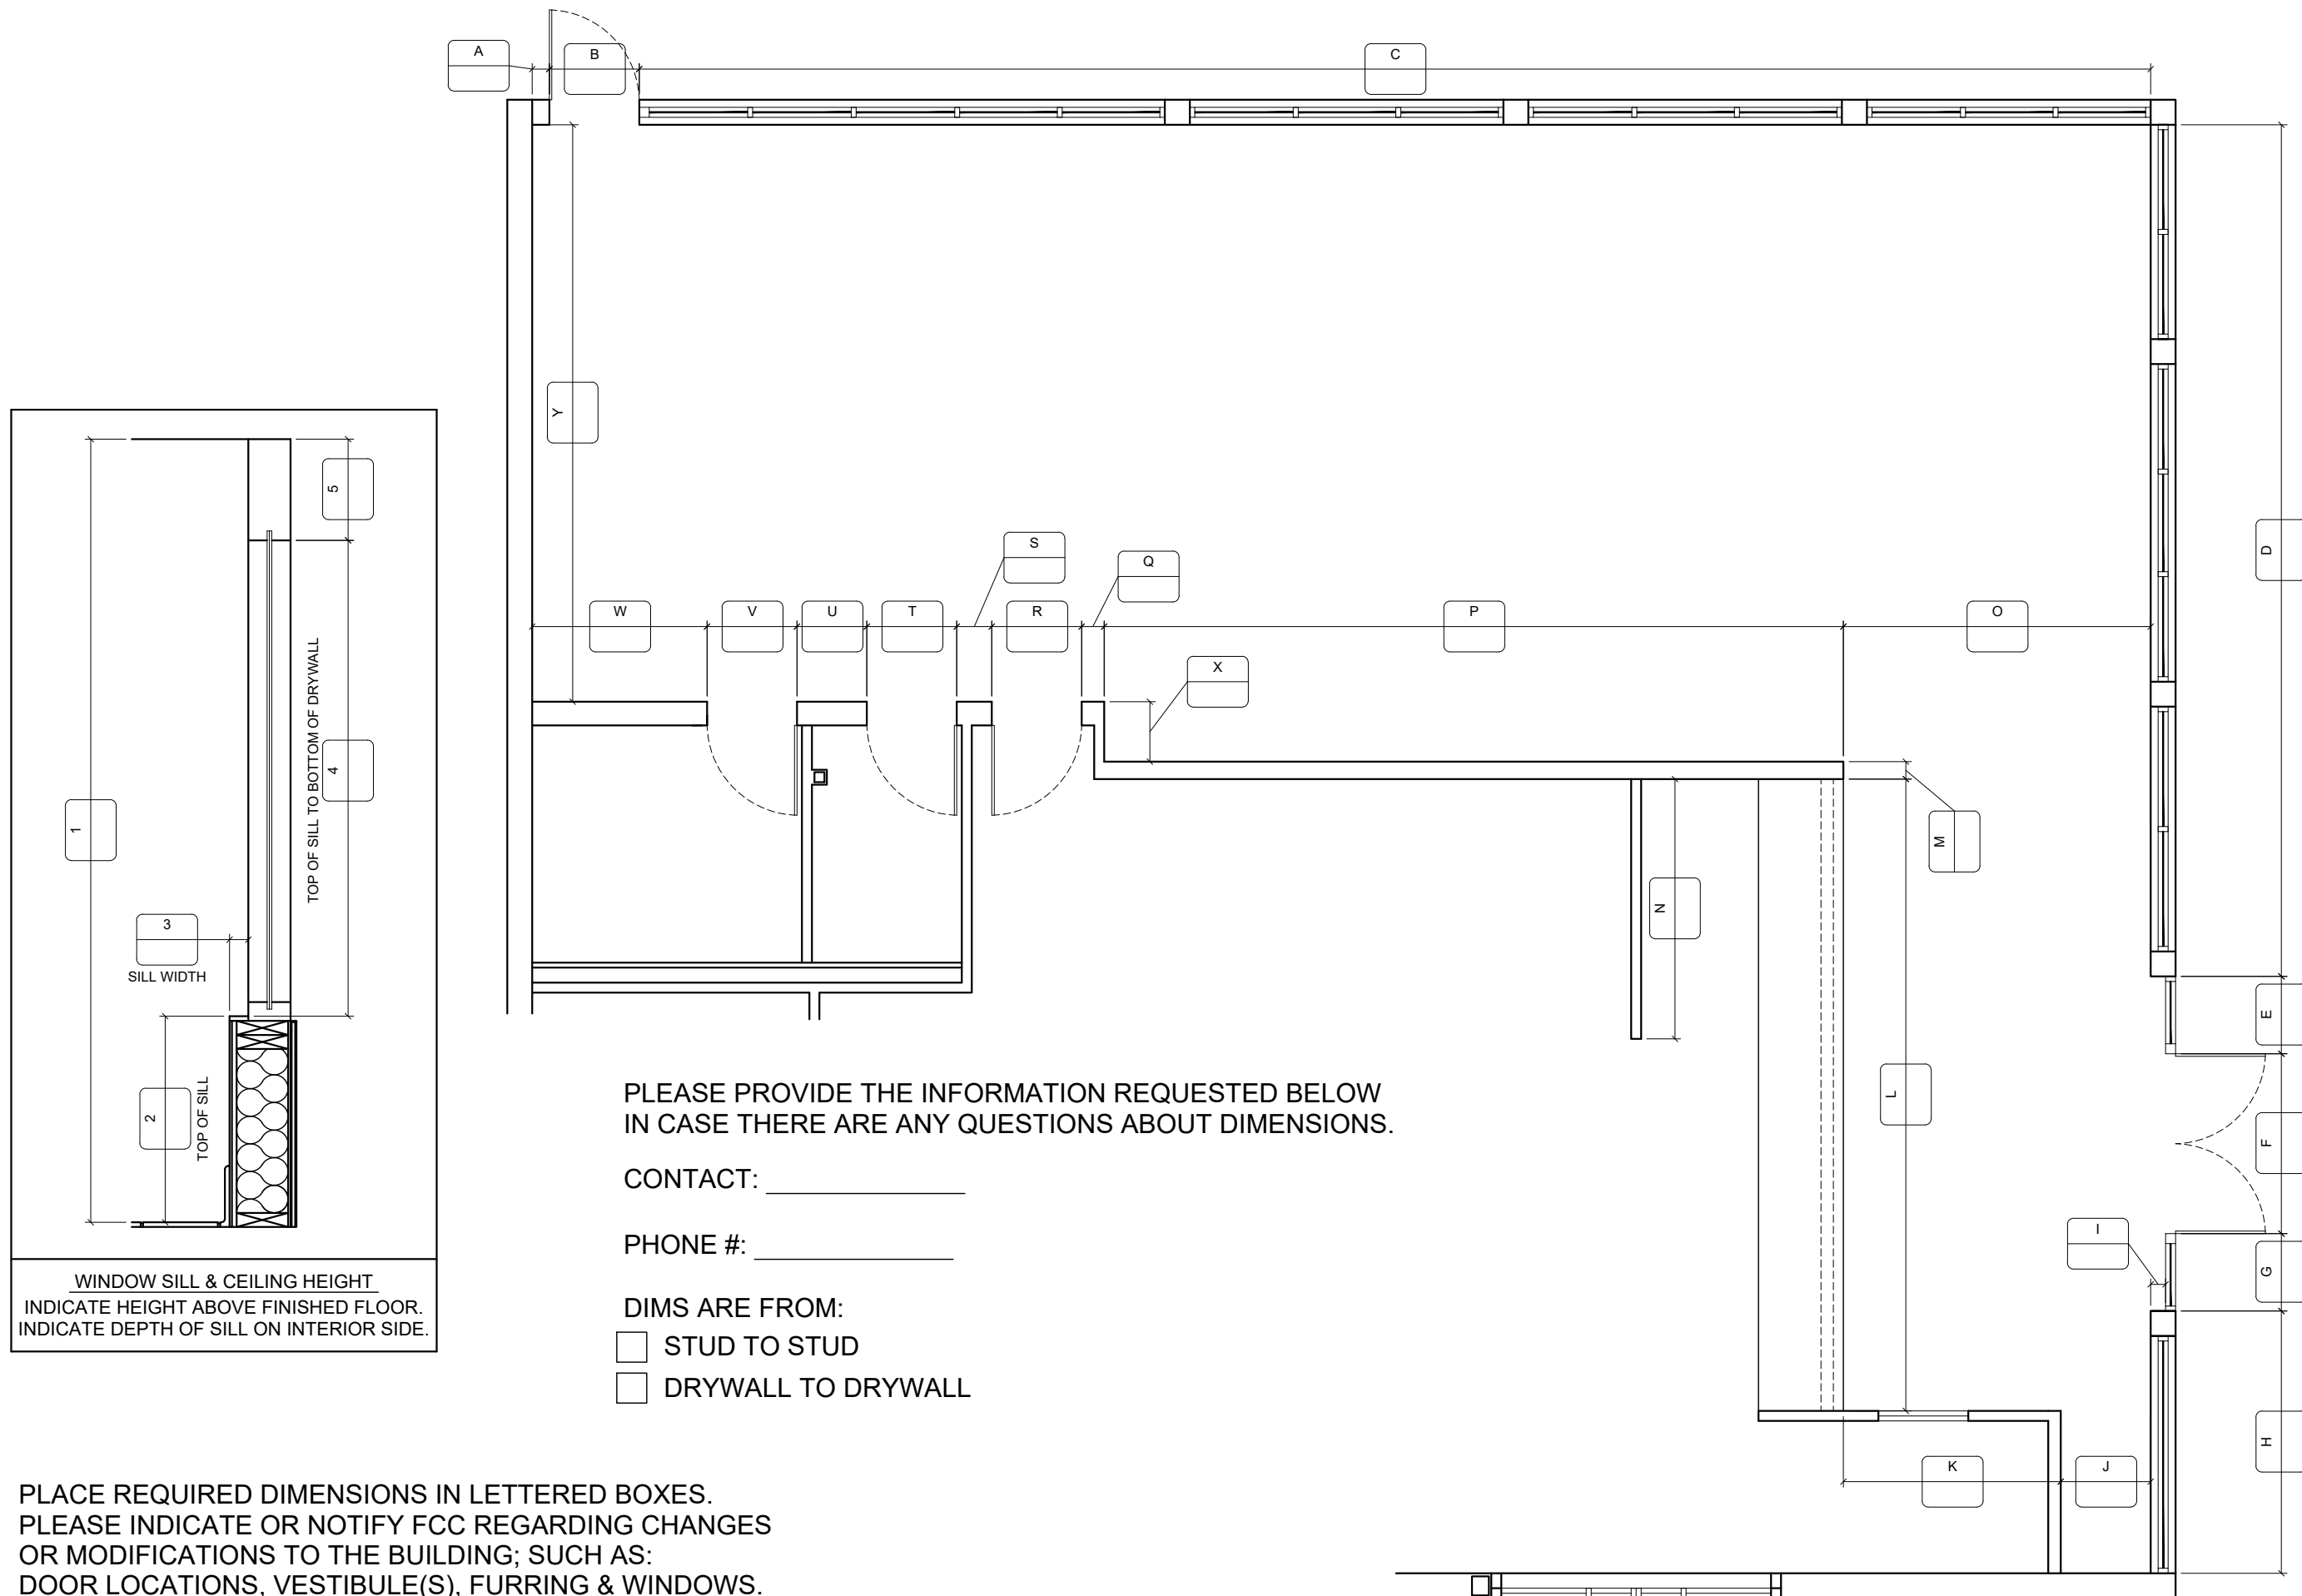 A
B
C
Y
D
S
Q
W
V
U
T
R
P
O
X
M
N
L
E
F
I
G
H
K
J
5
TOP OF SILL TO BOTTOM OF DRYWALL
4
1
3
SILL WIDTH
2
TOP OF SILL
WINDOW SILL & CEILING HEIGHT
INDICATE HEIGHT ABOVE FINISHED FLOOR.
INDICATE DEPTH OF SILL ON INTERIOR SIDE.
PLEASE PROVIDE THE INFORMATION REQUESTED BELOW
IN CASE THERE ARE ANY QUESTIONS ABOUT DIMENSIONS.
CONTACT: _____________
PHONE #: _____________
DIMS ARE FROM:
STUD TO STUD
DRYWALL TO DRYWALL
PLACE REQUIRED DIMENSIONS IN LETTERED BOXES.
PLEASE INDICATE OR NOTIFY FCC REGARDING CHANGES
OR MODIFICATIONS TO THE BUILDING; SUCH AS:
DOOR LOCATIONS, VESTIBULE(S), FURRING & WINDOWS.